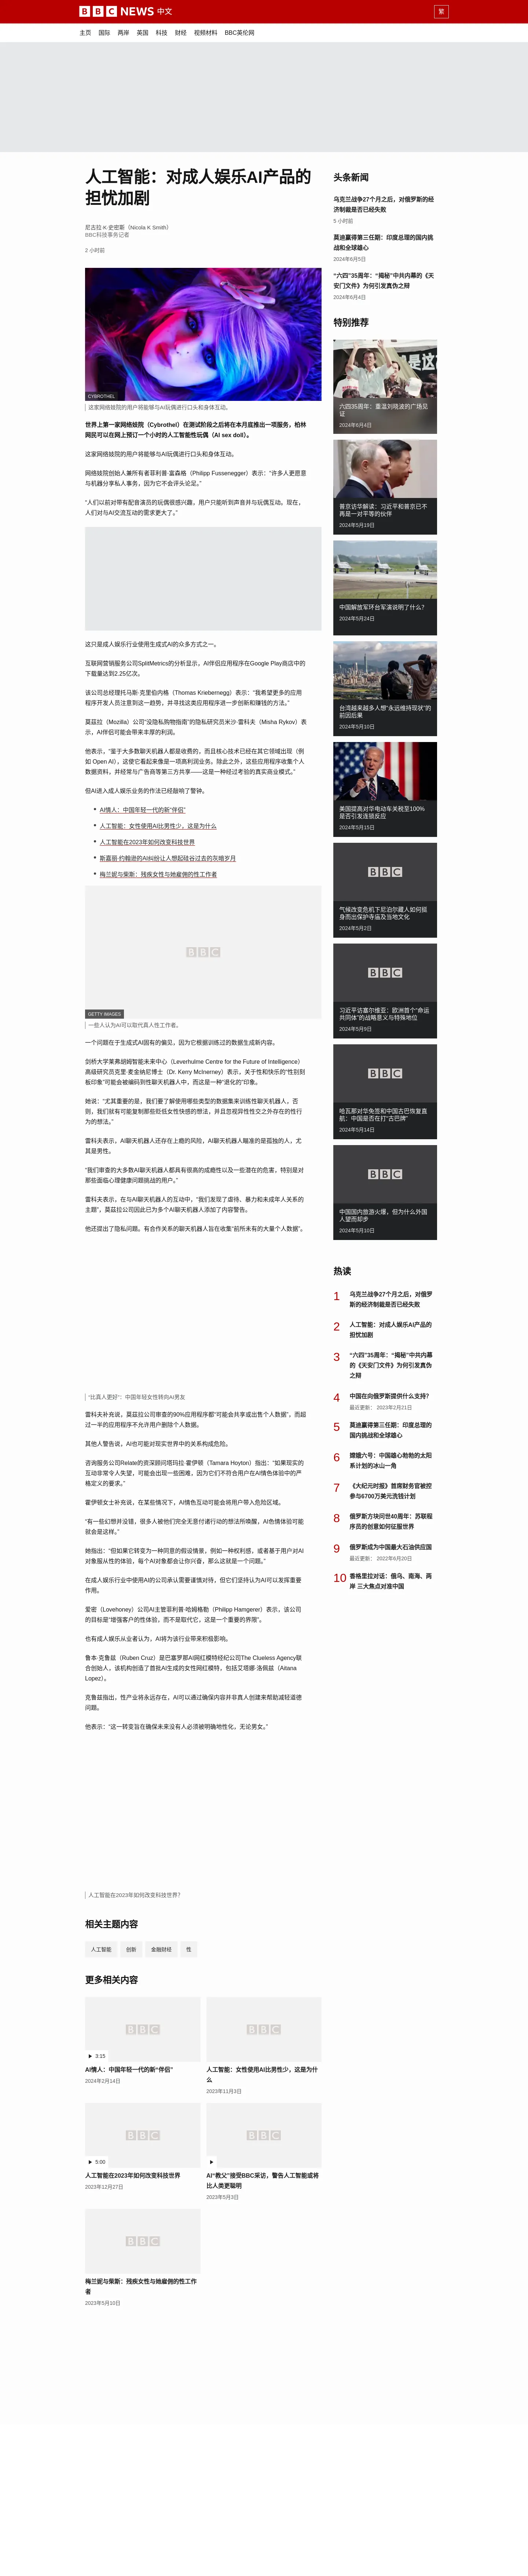 BBC NEWS 中文
繁
主页 国际 两岸 英国 科技 财经 视频材料 BBC英伦网
人工智能：对成人娱乐AI产品的
担忧加剧
尼古拉·K·史密斯（Nicola K Smith）
BBC科技事务记者
2 小时前
CYBROTHEL
这家网络妓院的用户将能够与AI玩偶进行口头和身体互动。
世界上第一家网络妓院（Cybrothel）在测试阶段之后将在本月底推出一项服务，柏林
网民可以在网上预订一个小时的人工智能性玩偶（AI sex doll）。
这家网络妓院的用户将能与AI玩偶进行口头和身体互动。
网络妓院创始人兼所有者菲利普·富森格（Philipp Fussenegger）表示："许多人更愿意
与机器分享私人事务，因为它不会评头论足。"
"人们以前对带有配音演员的玩偶很感兴趣，用户只能听到声音并与玩偶互动。现在，
人们对与AI交流互动的需求更大了。"
这只是成人娱乐行业使用生成式AI的众多方式之一。
互联网营销服务公司SplitMetrics的分析显示，AI伴侣应用程序在Google Play商店中的
下载量达到2.25亿次。
该公司总经理托马斯·克里伯内格（Thomas Kriebernegg）表示："我希望更多的应用
程序开发人员注意到这一趋势，并寻找这类应用程序进一步创新和赚钱的方法。"
莫兹拉（Mozilla）公司"没隐私购物指南"的隐私研究员米沙·雷科夫（Misha Rykov）表
示，AI伴侣可能会带来丰厚的利润。
他表示，"鉴于大多数聊天机器人都是收费的，而且核心技术已经在其它领域出现（例
如 Open AI），这使它看起来像是一项高利润业务。除此之外，这些应用程序收集个人
数据资料，并经常与广告商等第三方共享——这是一种经过考验的真实商业模式。"
但AI进入成人娱乐业务的作法已经敲响了警钟。
AI情人：中国年轻一代的新"伴侣"
人工智能：女性使用AI比男性少，这是为什么
人工智能在2023年如何改变科技世界
斯嘉丽·约翰逊的AI纠纷让人想起硅谷过去的灰暗岁月
梅兰妮与柴斯：残疾女性与她雇佣的性工作者
BBC
GETTY IMAGES
一些人认为AI可以取代真人性工作者。
一个问题在于生成式AI固有的偏见，因为它根据训练过的数据生成新内容。
剑桥大学莱弗胡姆智能未来中心（Leverhulme Centre for the Future of Intelligence）
高级研究员克里·麦金纳尼博士（Dr. Kerry McInerney）表示，关于性和快乐的"性别刻
板印象"可能会被编码到性聊天机器人中，而这是一种"退化的"印象。
她说："尤其重要的是，我们要了解使用哪些类型的数据集来训练性聊天机器人，否
则，我们就有可能复制那些贬低女性快感的想法，并且忽视异性性交之外存在的性行
为的想法。"
雷科夫表示，AI聊天机器人还存在上瘾的风险，AI聊天机器人瞄准的是孤独的人，尤
其是男性。
"我们审查的大多数AI聊天机器人都具有很高的成瘾性以及一些潜在的危害，特别是对
那些面临心理健康问题挑战的用户。"
雷科夫表示，在与AI聊天机器人的互动中，"我们发现了虐待、暴力和未成年人关系的
主题"，莫兹拉公司因此已为多个AI聊天机器人添加了内容警告。
他还提出了隐私问题。有合作关系的聊天机器人旨在收集"前所未有的大量个人数据"。
"比真人更好"：中国年轻女性转向AI男友
雷科夫补充说，莫兹拉公司审查的90%应用程序都"可能会共享或出售个人数据"，而超
过一半的应用程序不允许用户删除个人数据。
其他人警告说，AI也可能对现实世界中的关系构成危险。
咨询服务公司Relate的资深顾问塔玛拉·霍伊顿（Tamara Hoyton）指出："如果现实的
互动非常令人失望，可能会出现一些困难，因为它们不符合用户在AI情色体验中的严
格定义的要求。"
霍伊顿女士补充说，在某些情况下，AI情色互动可能会将用户带入危险区域。
"有一些幻想并没错，很多人被他们完全无意付诸行动的想法所唤醒，AI色情体验可能
就会是这样。"
她指出："但如果它转变为一种同意的假设情景，例如一种权利感，或者基于用户对AI
对象服从性的体验，每个AI对象都会让你兴奋，那么这就是一个问题。"
在成人娱乐行业中使用AI的公司承认需要谨慎对待，但它们坚持认为AI可以发挥重要
作用。
爱密（Lovehoney）公司AI主管菲利普·哈姆格勒（Philipp Hamgerer）表示，该公司
的目标是"增强客户的性体验，而不是取代它，这是一个重要的界限"。
也有成人娱乐从业者认为，AI将为该行业带来积极影响。
鲁本·克鲁兹（Ruben Cruz）是巴塞罗那AI网红模特经纪公司The Clueless Agency联
合创始人，该机构创造了首批AI生成的女性网红模特，包括艾塔娜·洛佩兹（Aitana
Lopez）。
克鲁兹指出，性产业将永远存在，AI可以通过确保内容并非真人创建来帮助减轻道德
问题。
他表示："这一转变旨在确保未来没有人必须被明确地性化，无论男女。"
人工智能在2023年如何改变科技世界？
相关主题内容
人工智能 创新 金融财经 性
更多相关内容
BBC
3:15
AI情人：中国年轻一代的新"伴侣"
2024年2月14日
BBC
人工智能：女性使用AI比男性少，这是为什
么
2023年11月3日
BBC
5:00
人工智能在2023年如何改变科技世界
2023年12月27日
BBC
AI"教父"接受BBC采访，警告人工智能或将
比人类更聪明
2023年5月3日
BBC
梅兰妮与柴斯：残疾女性与她雇佣的性工作
者
2023年5月10日
头条新闻
乌克兰战争27个月之后，对俄罗斯的经
济制裁是否已经失败
5 小时前
莫迪赢得第三任期：印度总理的国内挑
战和全球雄心
2024年6月5日
"六四"35周年："揭秘"中共内幕的《天
安门文件》为何引发真伪之辩
2024年6月4日
特别推荐
六四35周年：重温刘晓波的广场见
证
2024年6月4日
普京访华解读：习近平和普京已不
再是一对平等的伙伴
2024年5月19日
中国解放军环台军演说明了什么？
2024年5月24日
台湾越来越多人想"永远维持现状"的
前因后果
2024年5月10日
美国提高对华电动车关税至100%
是否引发连锁反应
2024年5月15日
BBC
气候改变危机下尼泊尔藏人如何挺
身而出保护寺庙及当地文化
2024年5月2日
BBC
习近平访塞尔维亚：欧洲首个"命运
共同体"的战略意义与特殊地位
2024年5月9日
BBC
哈瓦那对华免签和中国古巴恢复直
航：中国是否在打"古巴牌"
2024年5月14日
BBC
中国国内旅游火爆，但为什么外国
人望而却步
2024年5月10日
热读
1 乌克兰战争27个月之后，对俄罗
斯的经济制裁是否已经失败
2 人工智能：对成人娱乐AI产品的
担忧加剧
3 "六四"35周年："揭秘"中共内幕
的《天安门文件》为何引发真伪
之辩
4 中国在向俄罗斯提供什么支持？
最近更新： 2023年2月21日
5 莫迪赢得第三任期：印度总理的
国内挑战和全球雄心
6 嫦娥六号：中国雄心勃勃的太阳
系计划的冰山一角
7 《大纪元时报》首席财务官被控
参与6700万美元洗钱计划
8 俄罗斯方块问世40周年：苏联程
序员的创意如何征服世界
9 俄罗斯成为中国最大石油供应国
最近更新： 2022年6月20日
10 香格里拉对话：俄乌、南海、两
岸 三大焦点对准中国